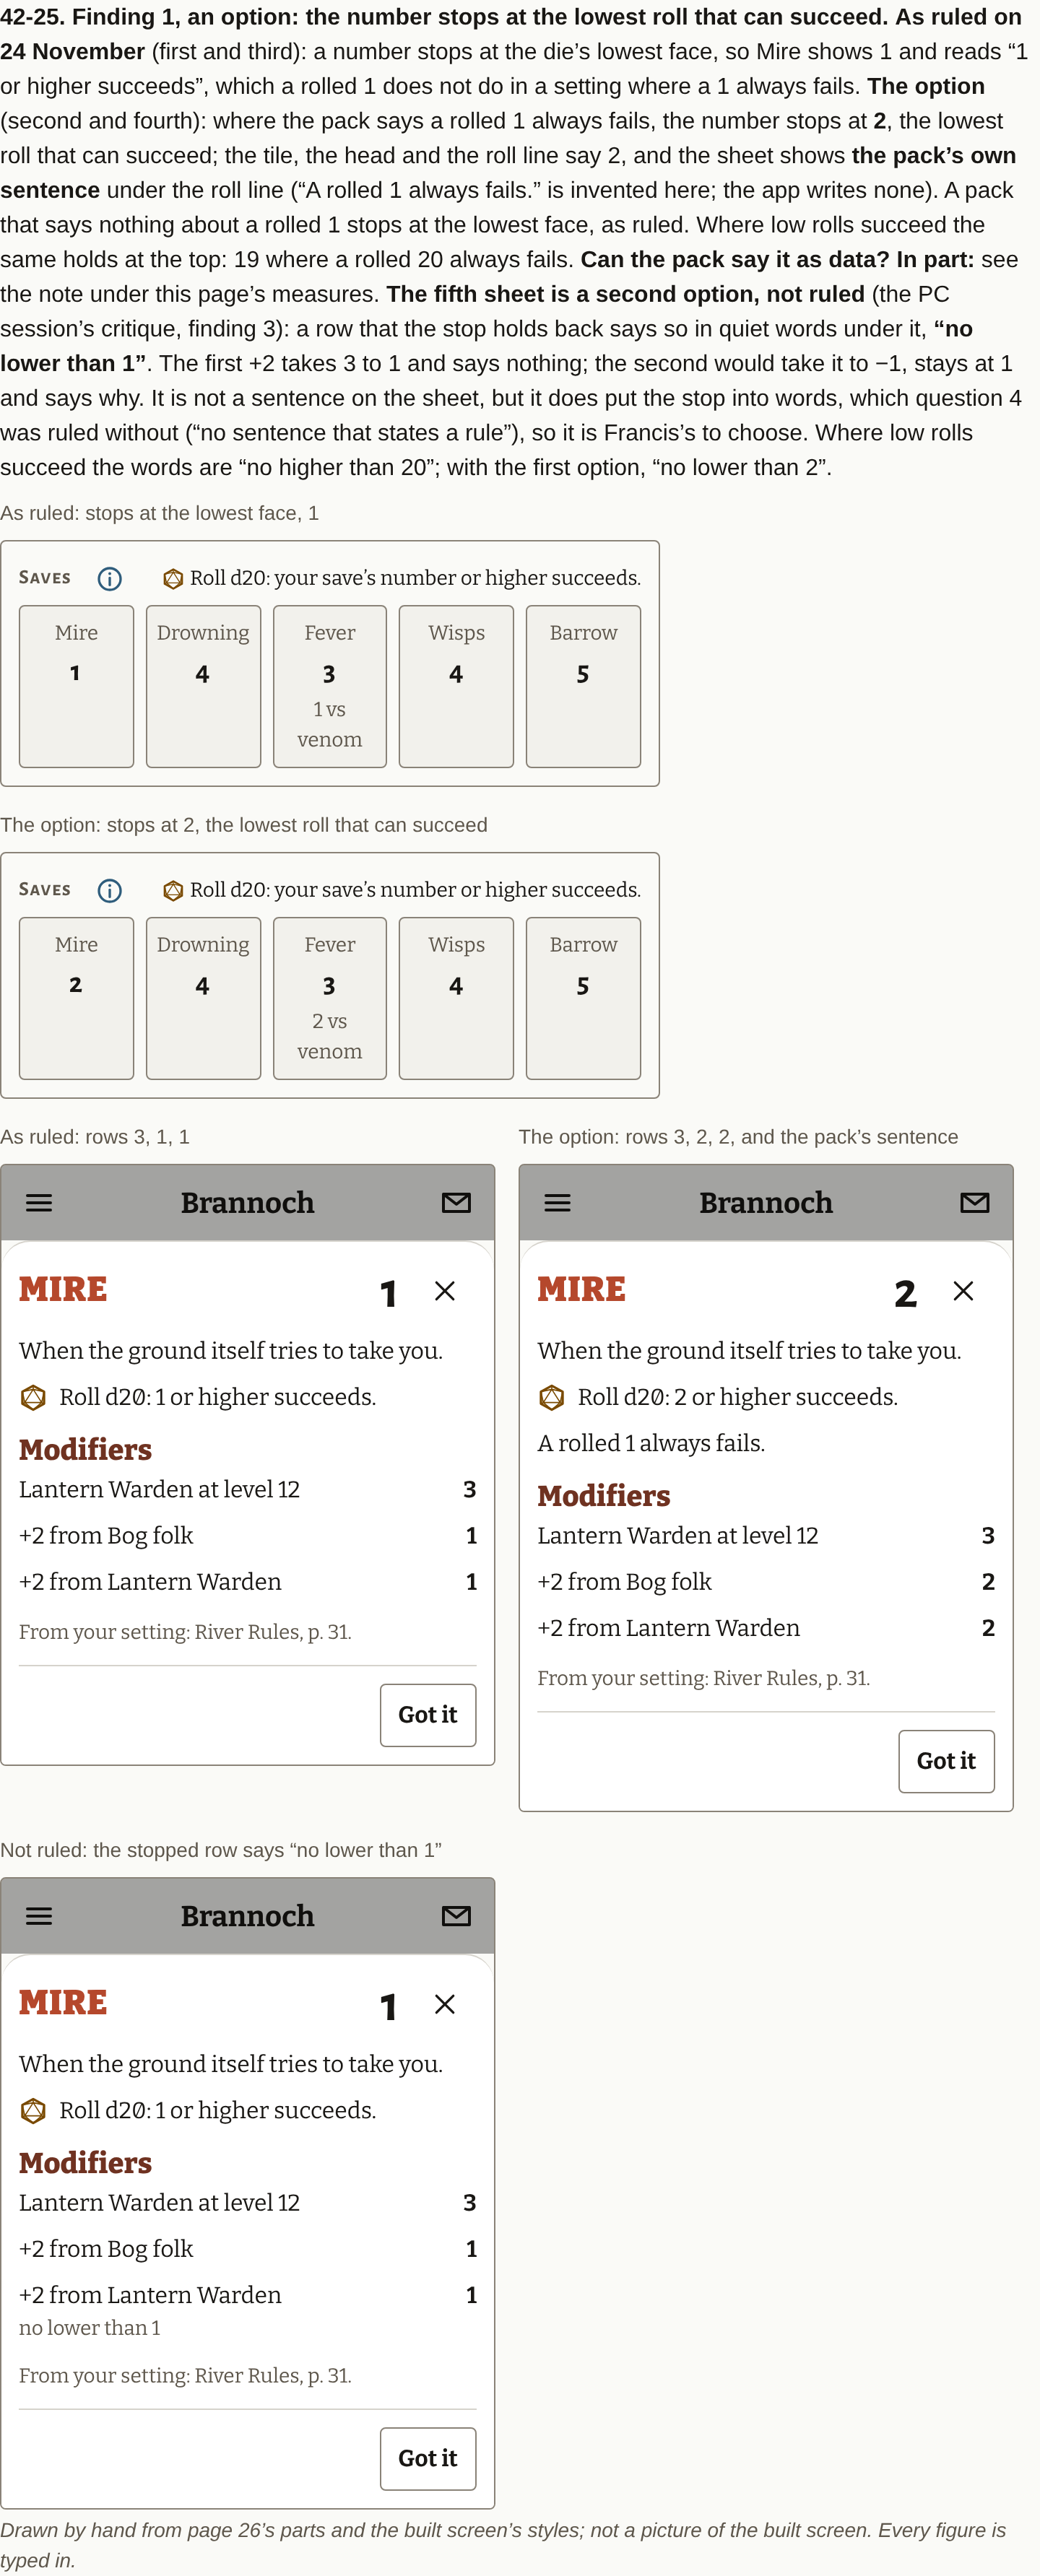 42-25. Finding 1, an option: the number stops at the lowest roll that can succeed. As ruled on
24 November (first and third): a number stops at the die’s lowest face, so Mire shows 1 and reads “1
or higher succeeds”, which a rolled 1 does not do in a setting where a 1 always fails. The option
(second and fourth): where the pack says a rolled 1 always fails, the number stops at 2, the lowest
roll that can succeed; the tile, the head and the roll line say 2, and the sheet shows the pack’s own
sentence under the roll line (“A rolled 1 always fails.” is invented here; the app writes none). A pack
that says nothing about a rolled 1 stops at the lowest face, as ruled. Where low rolls succeed the
same holds at the top: 19 where a rolled 20 always fails. Can the pack say it as data? In part: see
the note under this page’s measures. The fifth sheet is a second option, not ruled (the PC
session’s critique, finding 3): a row that the stop holds back says so in quiet words under it, “no
lower than 1”. The first +2 takes 3 to 1 and says nothing; the second would take it to −1, stays at 1
and says why. It is not a sentence on the sheet, but it does put the stop into words, which question 4
was ruled without (“no sentence that states a rule”), so it is Francis’s to choose. Where low rolls
succeed the words are “no higher than 20”; with the first option, “no lower than 2”.
As ruled: stops at the lowest face, 1
SAVES Roll d20: your save’s number or higher succeeds.
Mire Drowning Fever Wisps Barrow
1 4 3 4 5
1 vs
venom
The option: stops at 2, the lowest roll that can succeed
SAVES Roll d20: your save’s number or higher succeeds.
Mire Drowning Fever Wisps Barrow
2 4 3 4 5
2 vs
venom
As ruled: rows 3, 1, 1
Brannoch
MIRE 1
When the ground itself tries to take you.
Roll d20: 1 or higher succeeds.
Modifiers
Lantern Warden at level 12 3
+2 from Bog folk 1
+2 from Lantern Warden 1
From your setting: River Rules, p. 31.
Got it
The option: rows 3, 2, 2, and the pack’s sentence
Brannoch
MIRE 2
When the ground itself tries to take you.
Roll d20: 2 or higher succeeds.
A rolled 1 always fails.
Modifiers
Lantern Warden at level 12 3
+2 from Bog folk 2
+2 from Lantern Warden 2
From your setting: River Rules, p. 31.
Got it
Not ruled: the stopped row says “no lower than 1”
Brannoch
MIRE 1
When the ground itself tries to take you.
Roll d20: 1 or higher succeeds.
Modifiers
Lantern Warden at level 12 3
+2 from Bog folk 1
+2 from Lantern Warden 1
no lower than 1
From your setting: River Rules, p. 31.
Got it
Drawn by hand from page 26’s parts and the built screen’s styles; not a picture of the built screen. Every figure is
typed in.